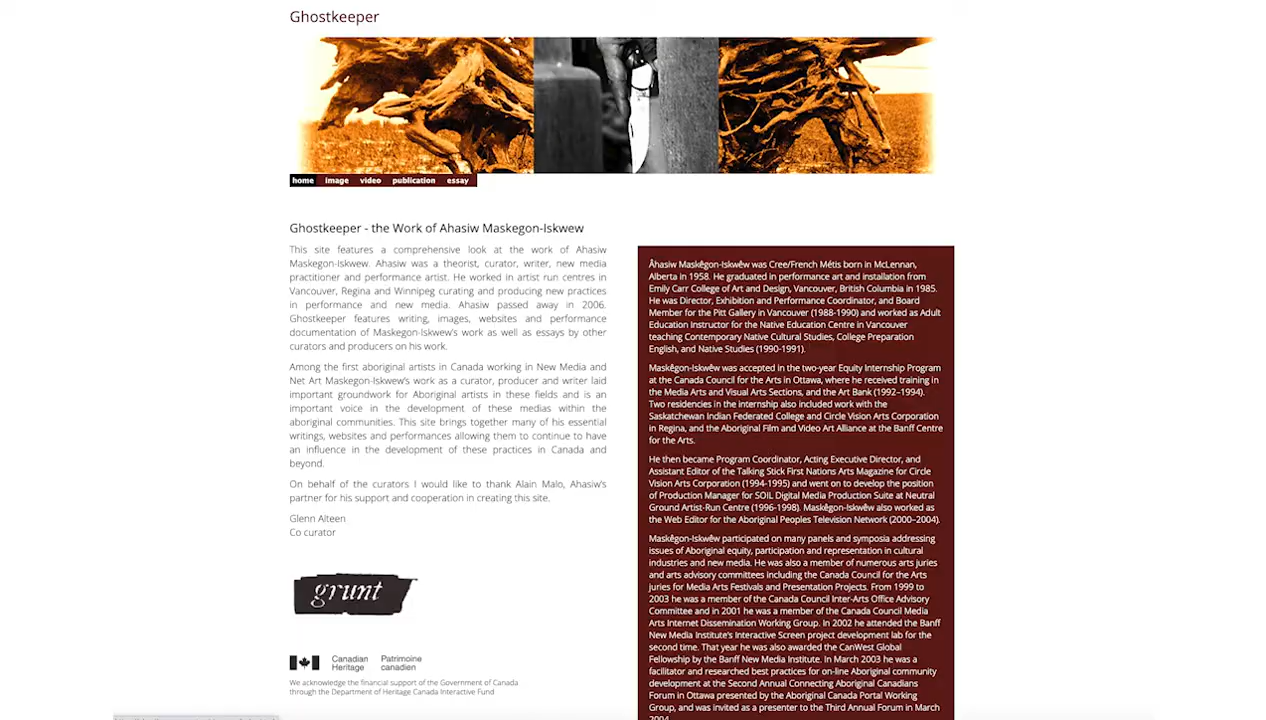 Ghostkeeper
home image video publication essay
Ghostkeeper - the Work of Ahasiw Maskegon-Iskwew
This site features a comprehensive look at the work of Ahasiw
Maskegon-Iskwew. Ahasiw was a theorist, curator, writer, new media
practitioner and performance artist. He worked in artist run centres in
Vancouver, Regina and Winnipeg curating and producing new practices
in performance and new media. Ahasiw passed away in 2006.
Ghostkeeper features writing, images, websites and performance
documentation of Maskegon-Iskwew's work as well as essays by other
curators and producers on his work.
Among the first aboriginal artists in Canada working in New Media and
Net Art Maskegon-Iskwew's work as a curator, producer and writer laid
important groundwork for Aboriginal artists in these fields and is an
important voice in the development of these medias within the
aboriginal communities. This site brings together many of his essential
writings, websites and performances allowing them to continue to have
an influence in the development of these practices in Canada and
beyond.
On behalf of the curators I would like to thank Alain Malo, Ahasiw's
partner for his support and cooperation in creating this site.
Glenn Alteen
Co curator
grunt
Canadian Patrimoine
Heritage canadien
We acknowledge the financial support of the Government of Canada
through the Department of Heritage Canada Interactive Fund
Âhasiw Maskêgon-Iskwêw was Cree/French Métis born in McLennan,
Alberta in 1958. He graduated in performance art and installation from
Emily Carr College of Art and Design, Vancouver, British Columbia in 1985.
He was Director, Exhibition and Performance Coordinator, and Board
Member for the Pitt Gallery in Vancouver (1988-1990) and worked as Adult
Education Instructor for the Native Education Centre in Vancouver
teaching Contemporary Native Cultural Studies, College Preparation
English, and Native Studies (1990-1991).
Maskêgon-Iskwêw was accepted in the two-year Equity Internship Program
at the Canada Council for the Arts in Ottawa, where he received training in
the Media Arts and Visual Arts Sections, and the Art Bank (1992–1994).
Two residencies in the internship also included work with the
Saskatchewan Indian Federated College and Circle Vision Arts Corporation
in Regina, and the Aboriginal Film and Video Art Alliance at the Banff Centre
for the Arts.
He then became Program Coordinator, Acting Executive Director, and
Assistant Editor of the Talking Stick First Nations Arts Magazine for Circle
Vision Arts Corporation (1994-1995) and went on to develop the position
of Production Manager for SOIL Digital Media Production Suite at Neutral
Ground Artist-Run Centre (1996-1998). Maskêgon-Iskwêw also worked as
the Web Editor for the Aboriginal Peoples Television Network (2000–2004).
Maskêgon-Iskwêw participated on many panels and symposia addressing
issues of Aboriginal equity, participation and representation in cultural
industries and new media. He was also a member of numerous arts juries
and arts advisory committees including the Canada Council for the Arts
juries for Media Arts Festivals and Presentation Projects. From 1999 to
2003 he was a member of the Canada Council Inter-Arts Office Advisory
Committee and in 2001 he was a member of the Canada Council Media
Arts Internet Dissemination Working Group. In 2002 he attended the Banff
New Media Institute's Interactive Screen project development lab for the
second time. That year he was also awarded the CanWest Global
Fellowship by the Banff New Media Institute. In March 2003 he was a
facilitator and researched best practices for on-line Aboriginal community
development at the Second Annual Connecting Aboriginal Canadians
Forum in Ottawa presented by the Aboriginal Canada Portal Working
Group, and was invited as a presenter to the Third Annual Forum in March
2004.